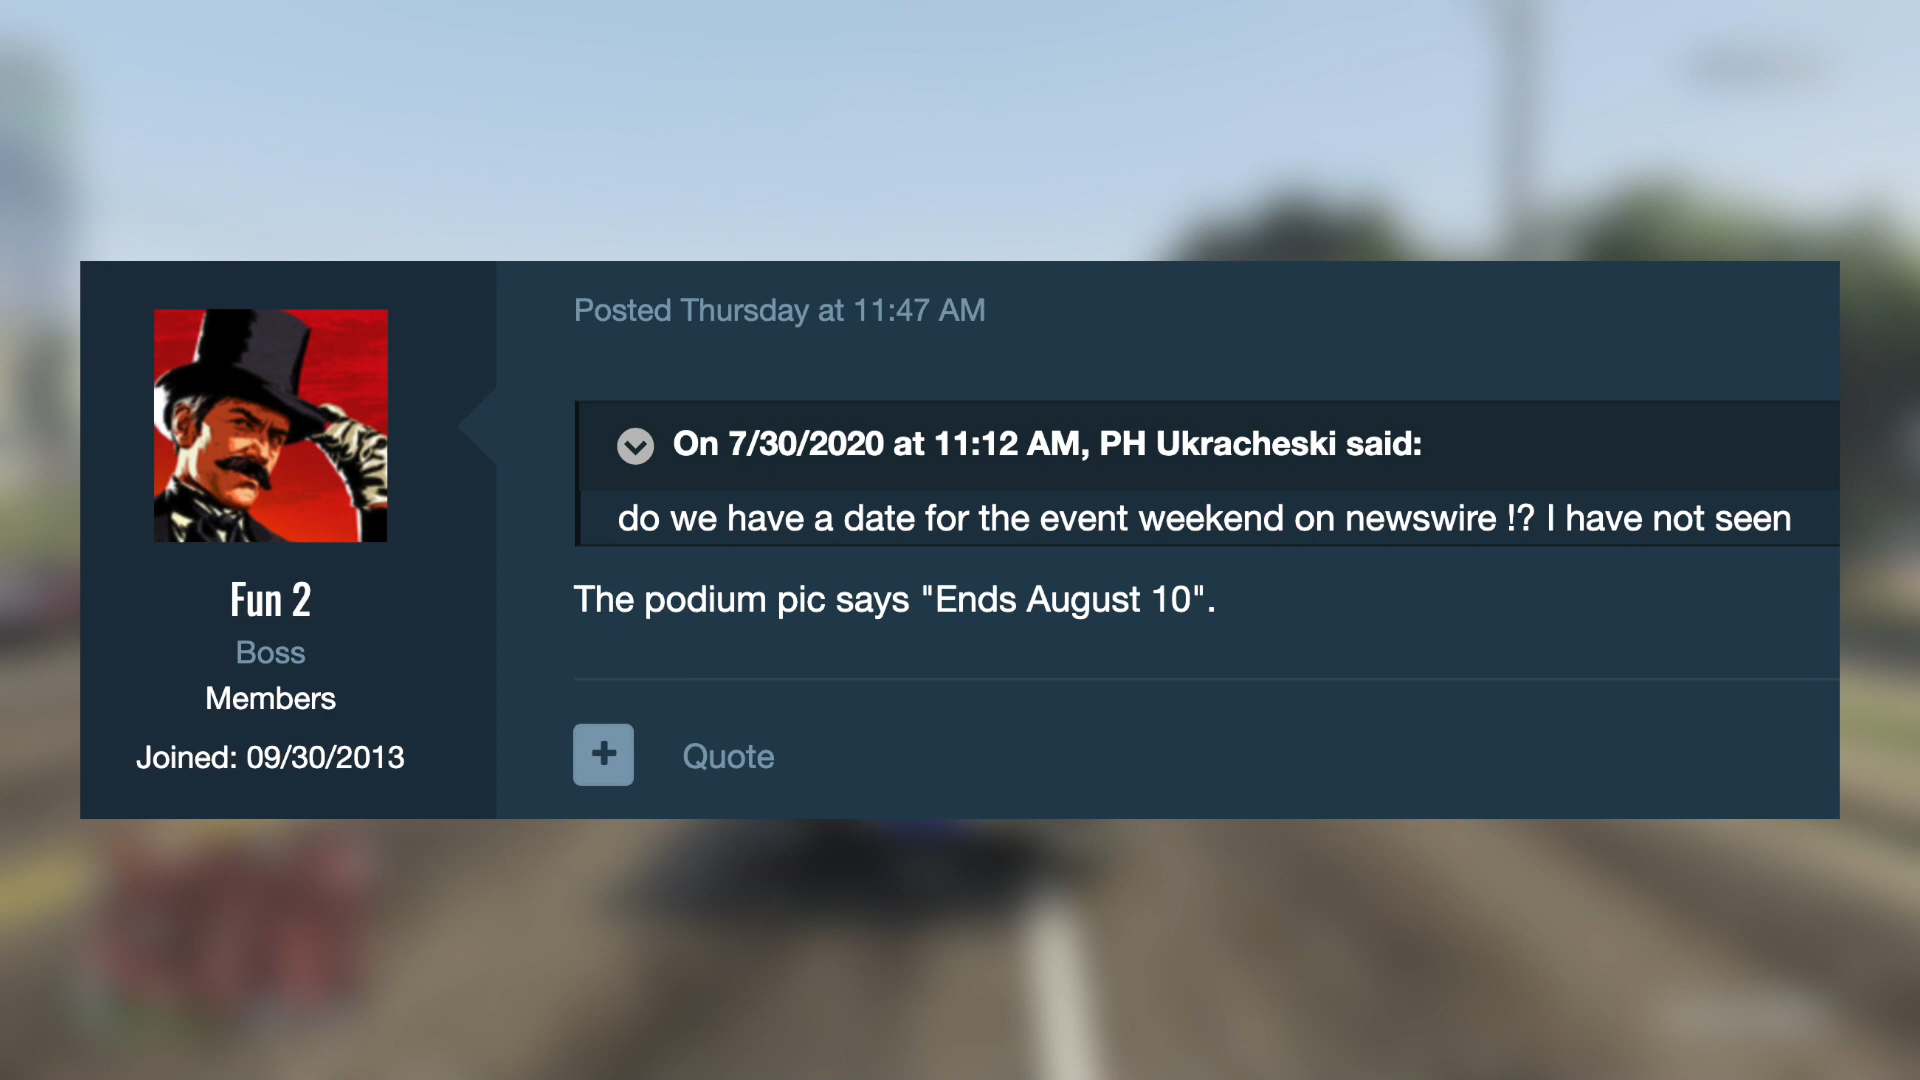 Posted Thursday at 11:47 AM
On 7/30/2020 at 11:12 AM, PH Ukracheski said:
do we have a date for the event weekend on newswire !? I have not seen
The podium pic says "Ends August 10".
Fun 2
Boss
Members
Joined: 09/30/2013
Quote